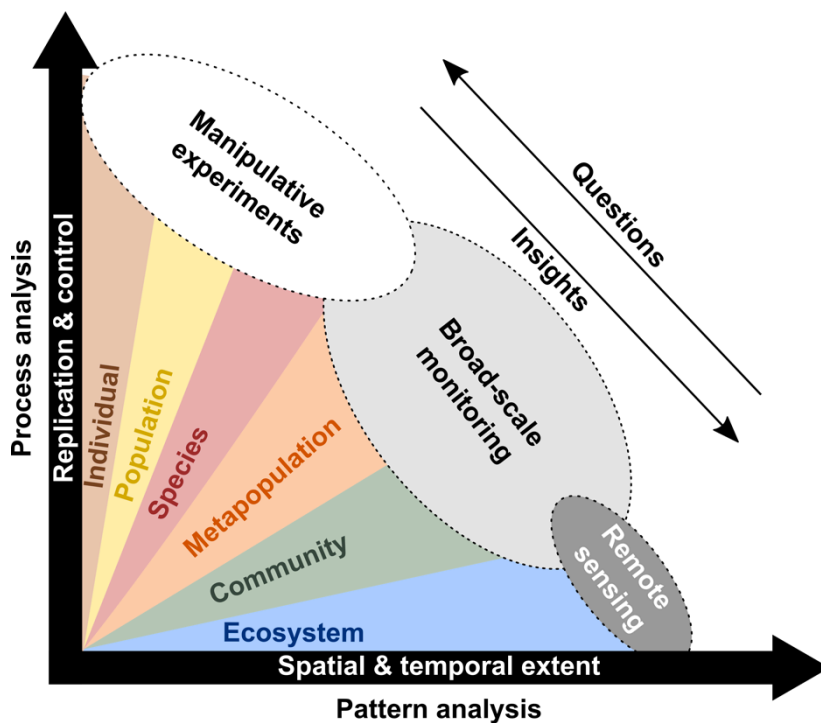 Manipulative
experiments
Questions
Insights
Broad-scale
monitoring
Remote
sensing
Process analysis
Replication & control
Individual
Population
Species
Metapopulation
Community
Ecosystem
Spatial & temporal extent
Pattern analysis